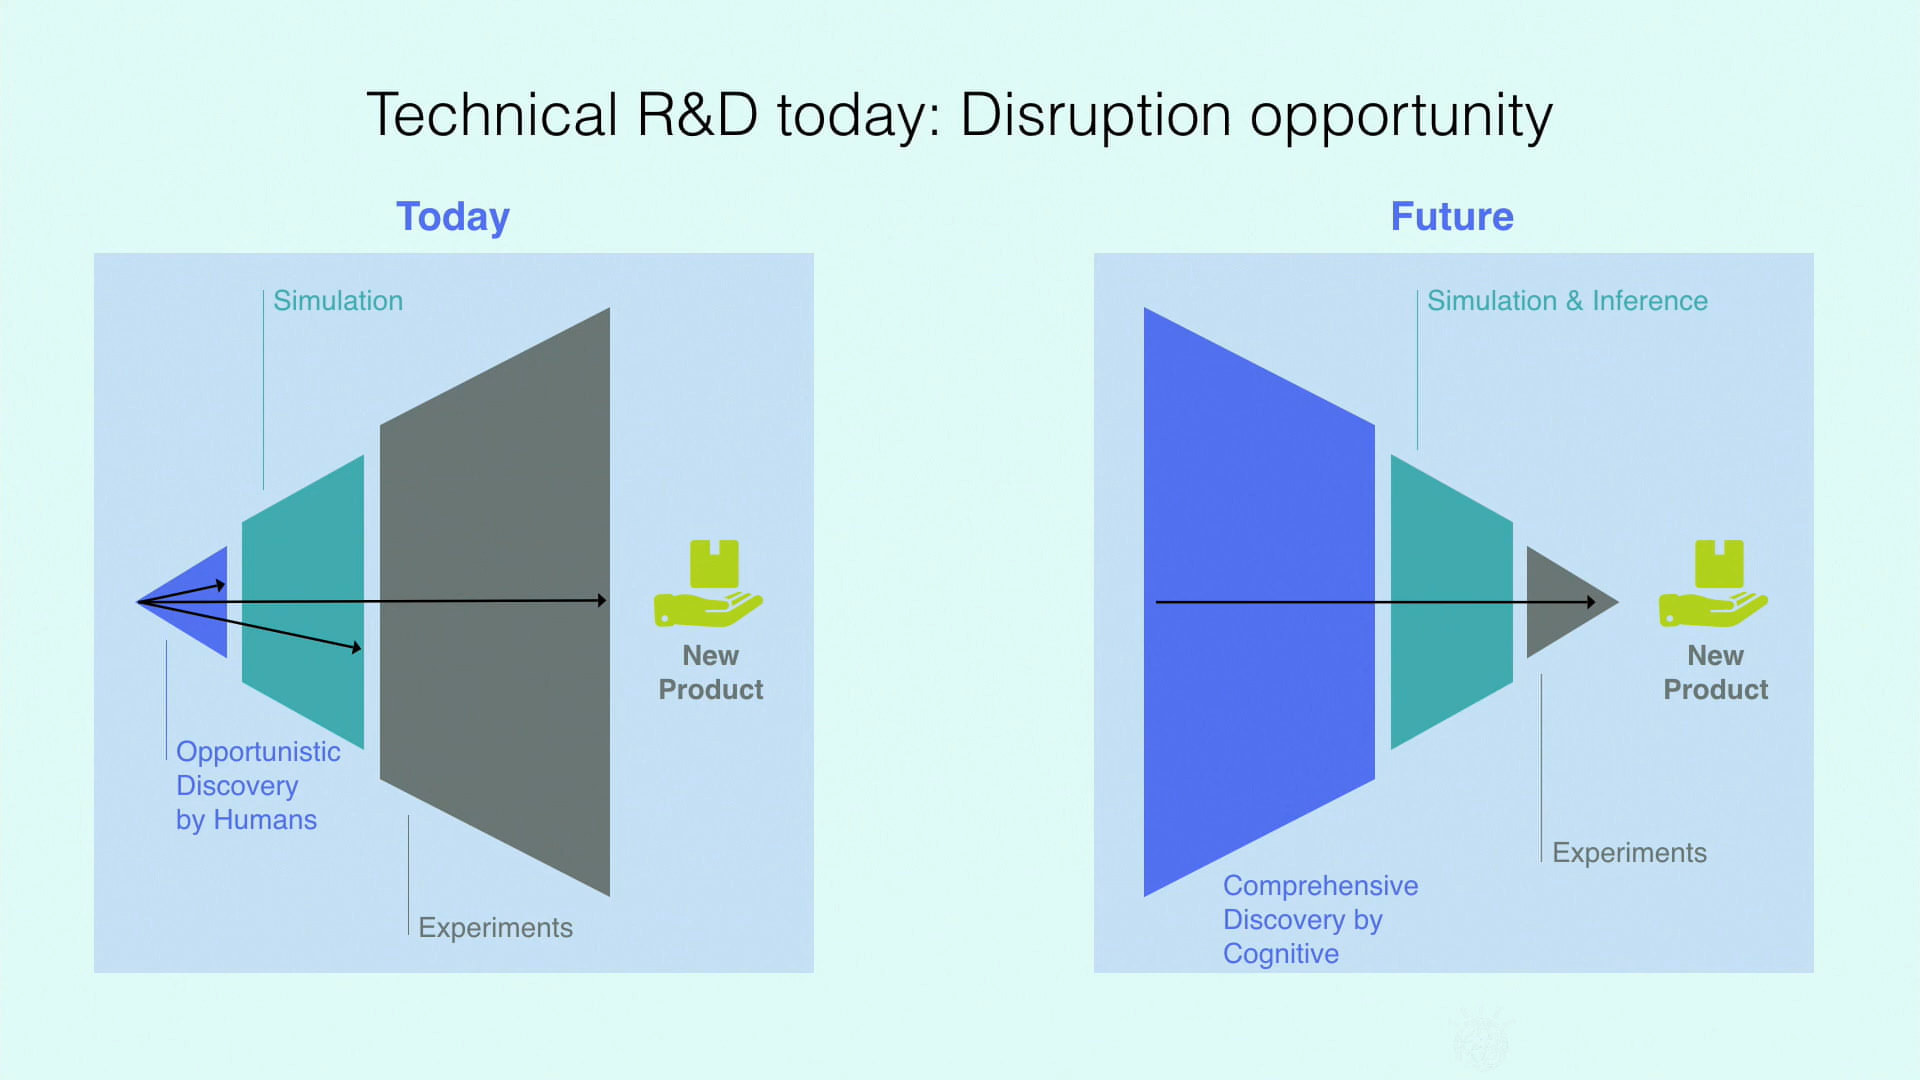 Technical R&D today: Disruption opportunity
Today
Simulation
Opportunistic
Discovery
by Humans
Experiments
New
Product
Future
Simulation & Inference
Comprehensive
Discovery by
Cognitive
Experiments
New
Product